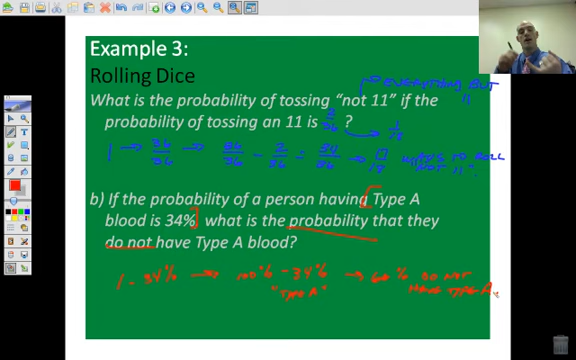 Example 3:
Rolling Dice
EVERYTHING BUT
11
What is the probability of tossing "not 11" if the
probability of tossing an 11 is 2/36 ?
1/18
1 → 36/36 → 36/36 - 2/36 = 34/36 → 17/18 WAYS TO ROLL
"NOT 11".
b) If the probability of a person having Type A
blood is 34% what is the probability that they
do not have Type A blood?
1 - 34% → 100% - 34% → 60% DO NOT
"TYPE A" HAVE TYPE A